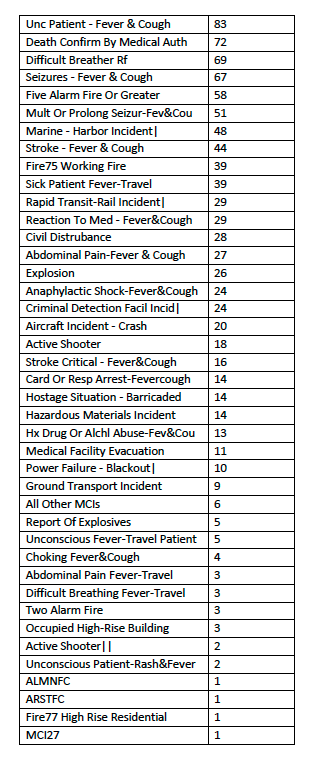 Unc Patient - Fever & Cough 83
Death Confirm By Medical Auth 72
Difficult Breather Rf 69
Seizures - Fever & Cough 67
Five Alarm Fire Or Greater 58
Mult Or Prolong Seizur-Fev&Cou 51
Marine - Harbor Incident| 48
Stroke - Fever & Cough 44
Fire75 Working Fire 39
Sick Patient Fever-Travel 39
Rapid Transit-Rail Incident| 29
Reaction To Med - Fever&Cough 29
Civil Distrubance 28
Abdominal Pain-Fever & Cough 27
Explosion 26
Anaphylactic Shock-Fever&Cough 24
Criminal Detection Facil Incid| 24
Aircraft Incident - Crash 20
Active Shooter 18
Stroke Critical - Fever&Cough 16
Card Or Resp Arrest-Fevercough 14
Hostage Situation - Barricaded 14
Hazardous Materials Incident 14
Hx Drug Or Alchl Abuse-Fev&Cou 13
Medical Facility Evacuation 11
Power Failure - Blackout| 10
Ground Transport Incident 9
All Other MCIs 6
Report Of Explosives 5
Unconscious Fever-Travel Patient 5
Choking Fever&Cough 4
Abdominal Pain Fever-Travel 3
Difficult Breathing Fever-Travel 3
Two Alarm Fire 3
Occupied High-Rise Building 3
Active Shooter|| 2
Unconscious Patient-Rash&Fever 2
ALMNFC 1
ARSTFC 1
Fire77 High Rise Residential 1
MCI27 1